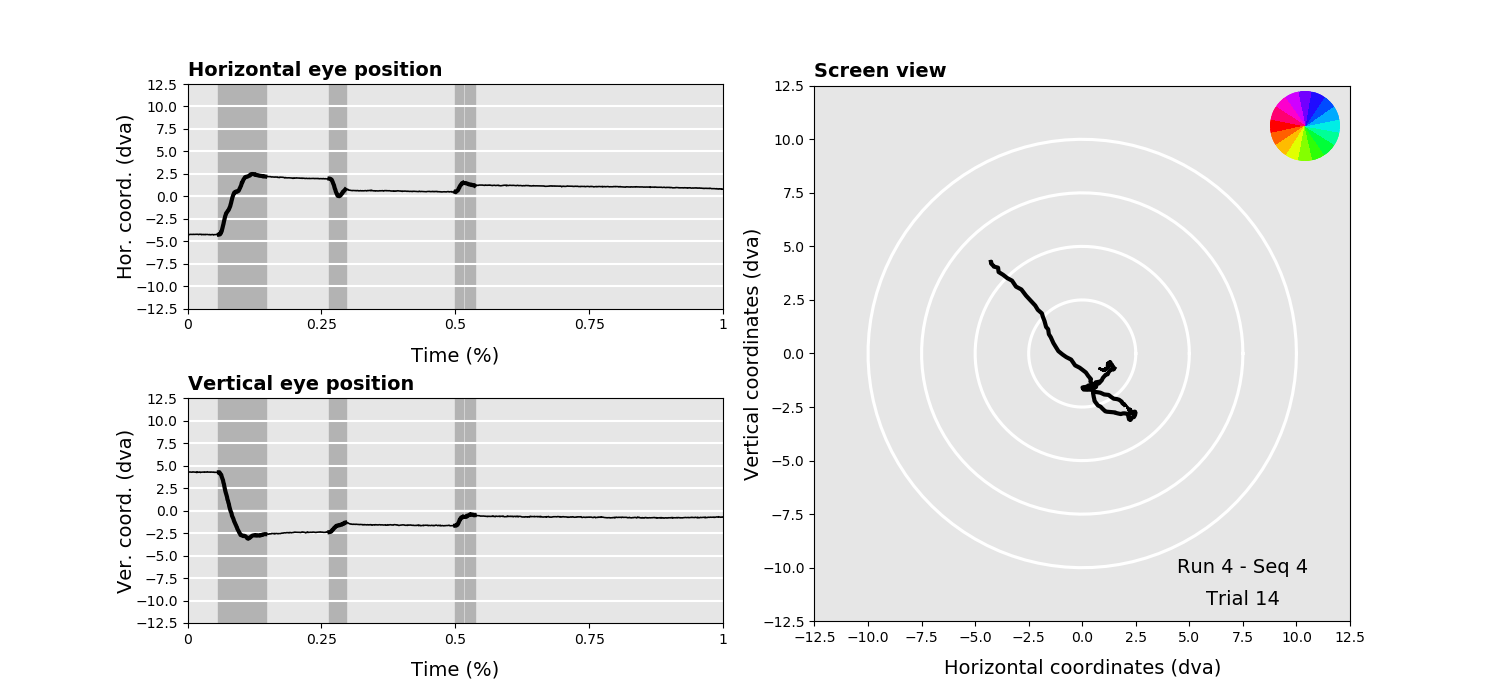 Horizontal eye position
Hor. coord. (dva)
12.5
10.0
7.5
5.0
2.5
0.0
−2.5
−5.0
−7.5
−10.0
−12.5
0 0.25 0.5 0.75 1
Time (%)
Vertical eye position
Ver. coord. (dva)
12.5
10.0
7.5
5.0
2.5
0.0
−2.5
−5.0
−7.5
−10.0
−12.5
0 0.25 0.5 0.75 1
Time (%)
Screen view
Vertical coordinates (dva)
12.5
10.0
7.5
5.0
2.5
0.0
−2.5
−5.0
−7.5
−10.0
−12.5
Run 4 - Seq 4
Trial 14
−12.5 −10.0 −7.5 −5.0 −2.5 0.0 2.5 5.0 7.5 10.0 12.5
Horizontal coordinates (dva)